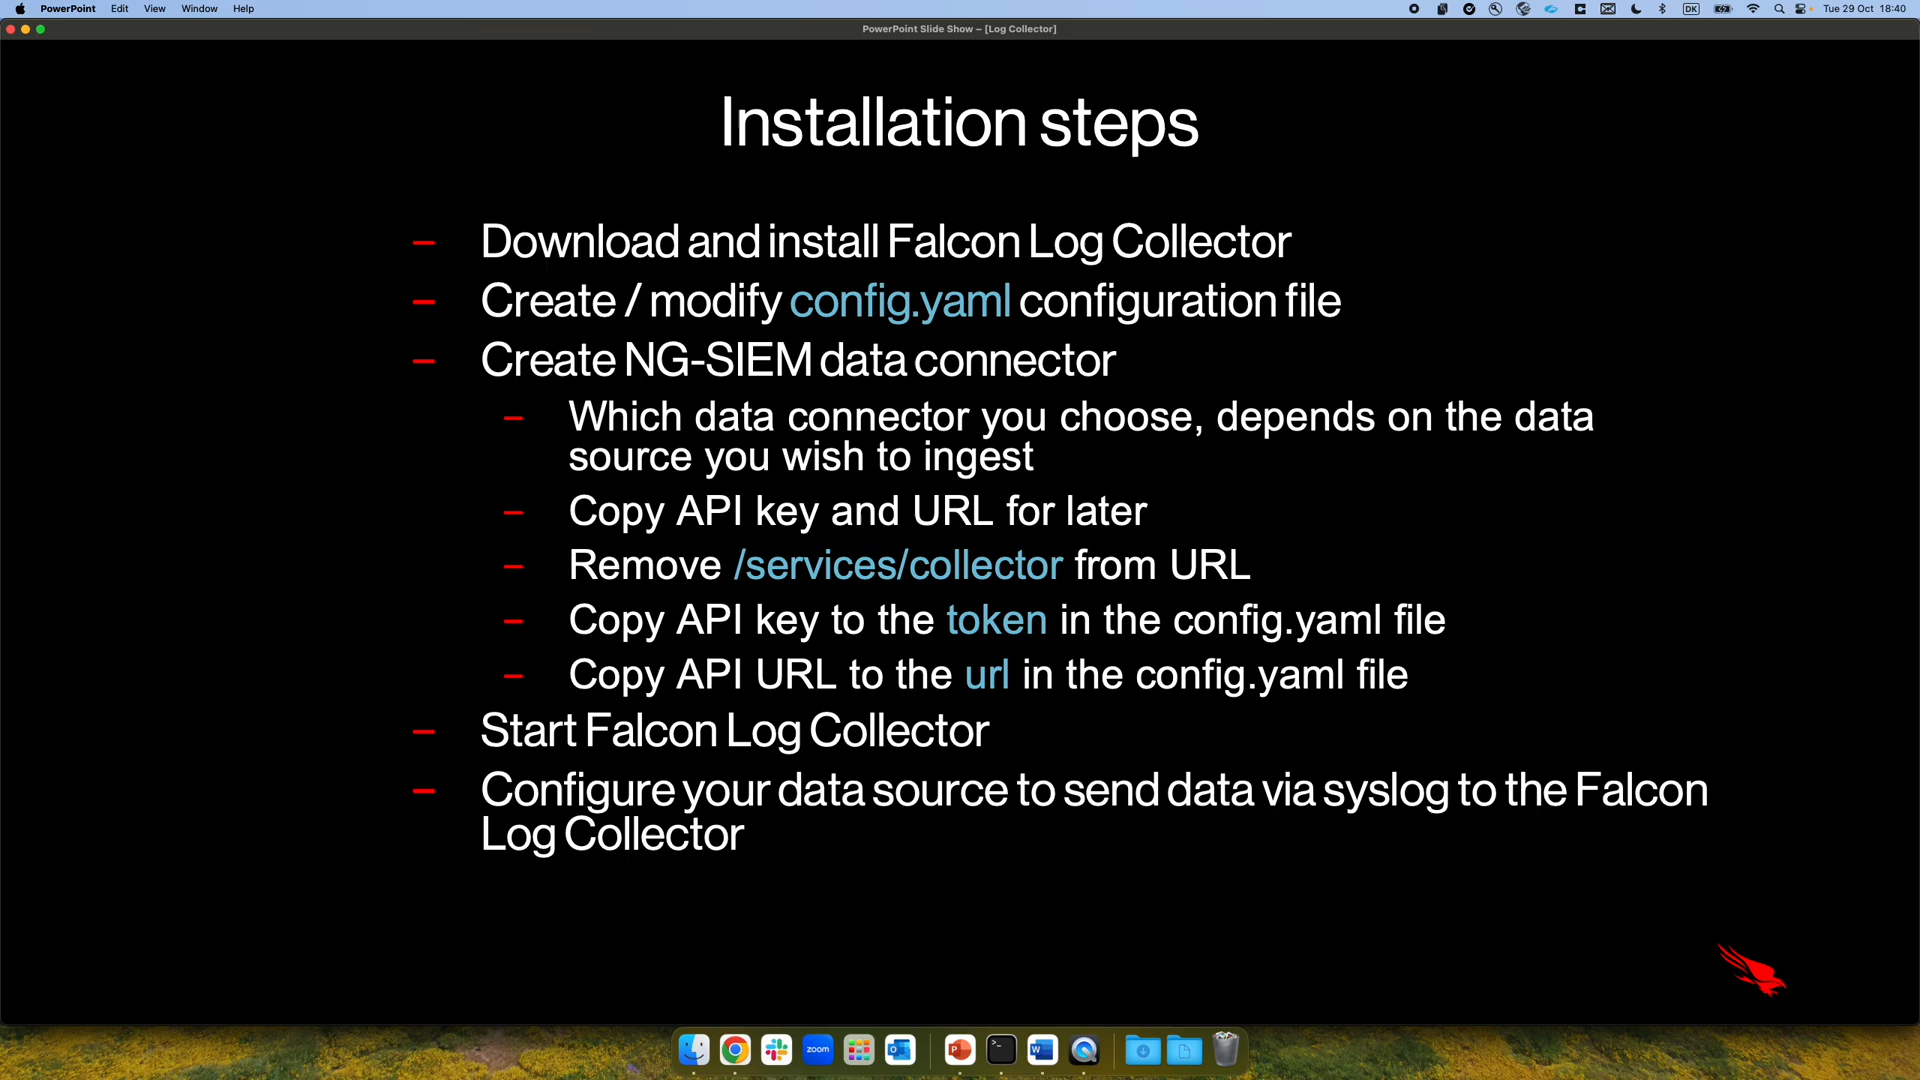 PowerPoint Edit View Window Help
DK
Tue 29 Oct 18:40
PowerPoint Slide Show – [Log Collector]
Installation steps
– Download and install Falcon Log Collector
– Create / modify config.yaml configuration file
– Create NG-SIEM data connector
– Which data connector you choose, depends on the data
source you wish to ingest
– Copy API key and URL for later
– Remove /services/collector from URL
– Copy API key to the token in the config.yaml file
– Copy API URL to the url in the config.yaml file
– Start Falcon Log Collector
– Configure your data source to send data via syslog to the Falcon
Log Collector
zoom